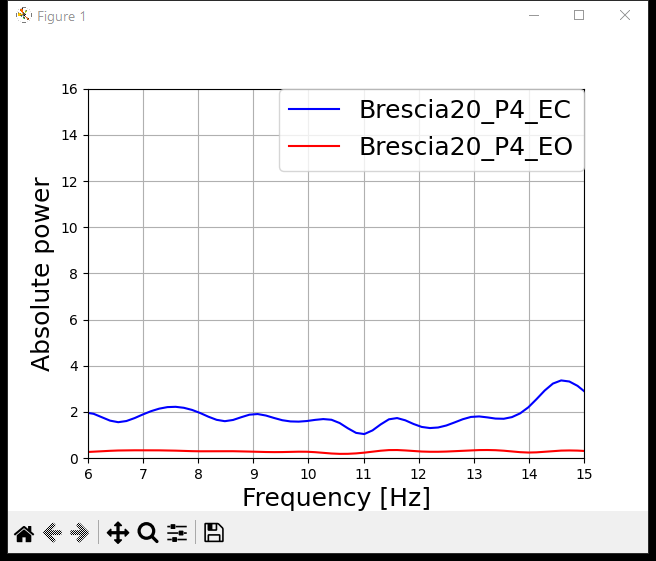 Figure 1
Brescia20_P4_EC
Brescia20_P4_EO
Absolute power
16
14
12
10
8
6
4
2
0
6 7 8 9 10 11 12 13 14 15
Frequency [Hz]